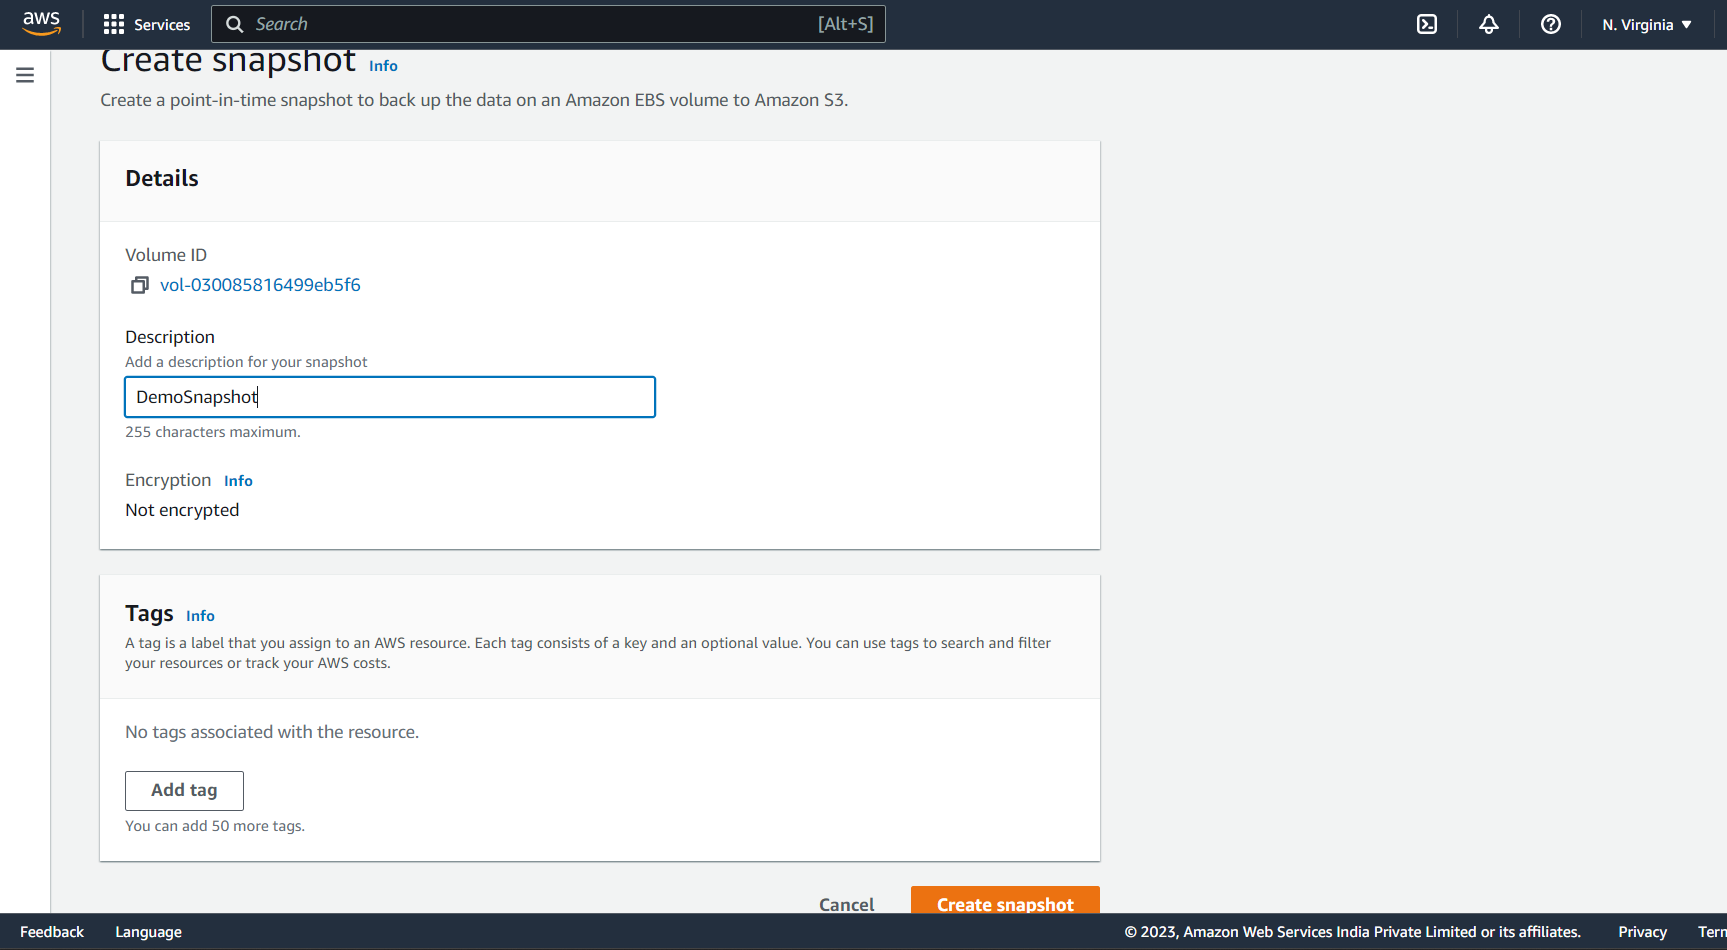 aws Services Search [Alt+S] N. Virginia
Create snapshot Info
Create a point-in-time snapshot to back up the data on an Amazon EBS volume to Amazon S3.
Details
Volume ID
vol-030085816499eb5f6
Description
Add a description for your snapshot
DemoSnapshot
255 characters maximum.
Encryption Info
Not encrypted
Tags Info
A tag is a label that you assign to an AWS resource. Each tag consists of a key and an optional value. You can use tags to search and filter
your resources or track your AWS costs.
No tags associated with the resource.
Add tag
You can add 50 more tags.
Cancel Create snapshot
Feedback Language © 2023, Amazon Web Services India Private Limited or its affiliates. Privacy